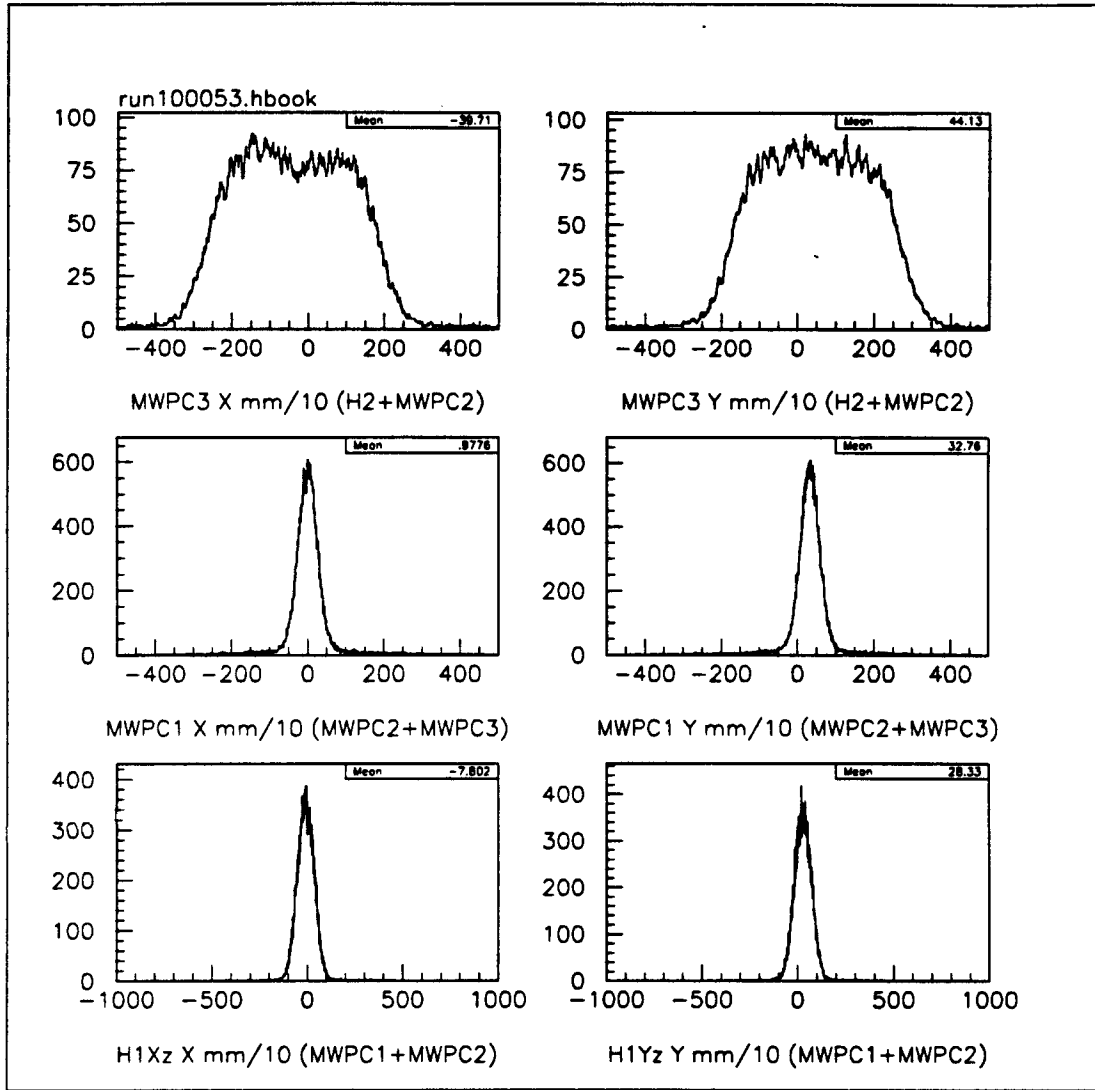 run100053.hbook
Mean -39.71
Mean 44.13
100
75
50
25
0
-400 -200 0 200 400
100
75
50
25
0
-400 -200 0 200 400
MWPC3 X mm/10 (H2+MWPC2)
MWPC3 Y mm/10 (H2+MWPC2)
Mean .9776
Mean 32.76
600
400
200
0
-400 -200 0 200 400
600
400
200
0
-400 -200 0 200 400
MWPC1 X mm/10 (MWPC2+MWPC3)
MWPC1 Y mm/10 (MWPC2+MWPC3)
Mean -7.802
Mean 28.33
400
300
200
100
0
-1000 -500 0 500 1000
400
300
200
100
0
-1000 -500 0 500 1000
H1Xz X mm/10 (MWPC1+MWPC2)
H1Yz Y mm/10 (MWPC1+MWPC2)